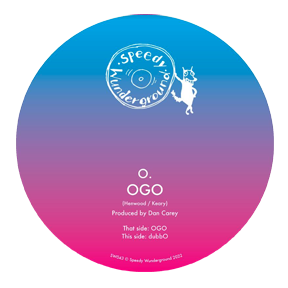 Speedy
Wunderground
O.
OGO
(Henwood / Keary)
Produced by Dan Carey
That side: OGO
This side: dubbO
SW043 © Speedy Wunderground 2022